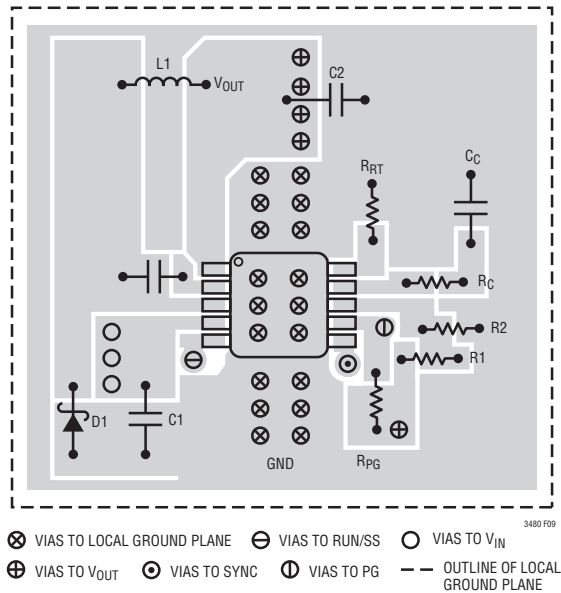 L1
VOUT
C2
RRT
CC
RC
R2
R1
D1
C1
GND
RPG
3480 F09
VIAS TO LOCAL GROUND PLANE
VIAS TO RUN/SS
VIAS TO VIN
VIAS TO VOUT
VIAS TO SYNC
VIAS TO PG
OUTLINE OF LOCAL
GROUND PLANE